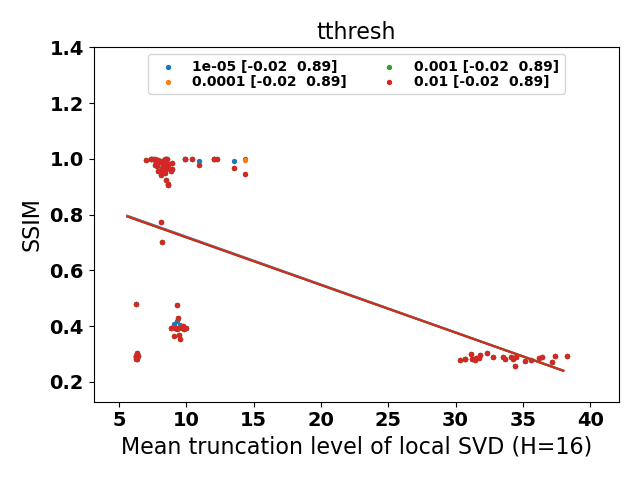 tthresh
1e-05 [-0.02  0.89]
0.0001 [-0.02  0.89]
0.001 [-0.02  0.89]
0.01 [-0.02  0.89]
1.4
1.2
1.0
0.8
0.6
0.4
0.2
SSIM
5 10 15 20 25 30 35 40
Mean truncation level of local SVD (H=16)